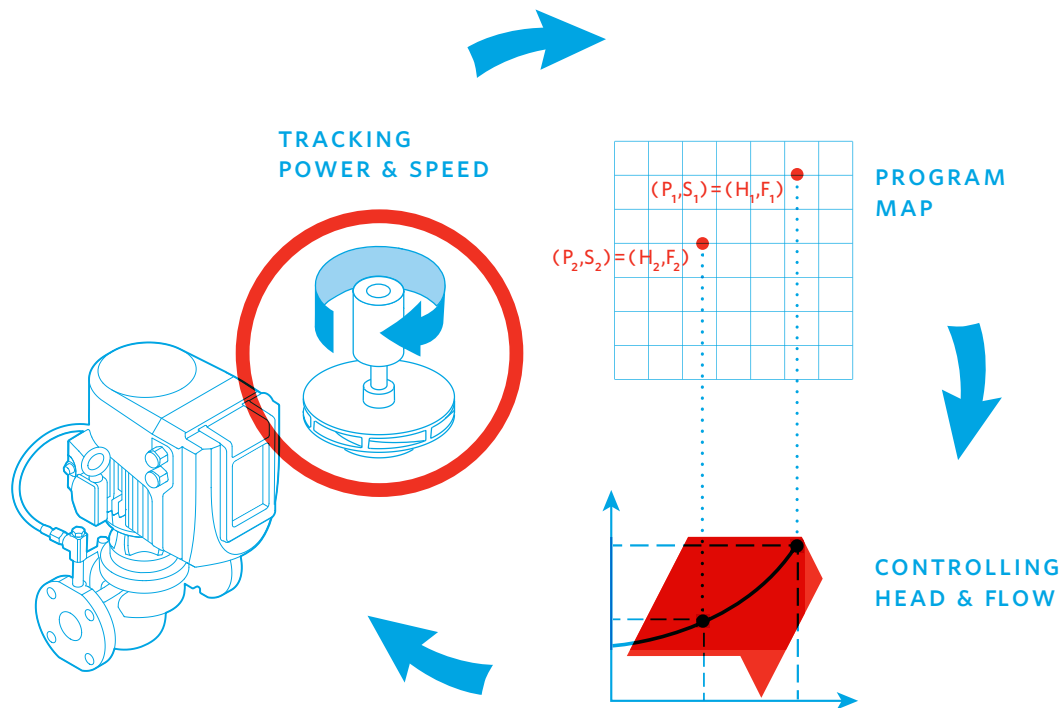 TRACKING
POWER & SPEED
(P₁,S₁)=(H₁,F₁)
(P₂,S₂)=(H₂,F₂)
PROGRAM
MAP
CONTROLLING
HEAD & FLOW